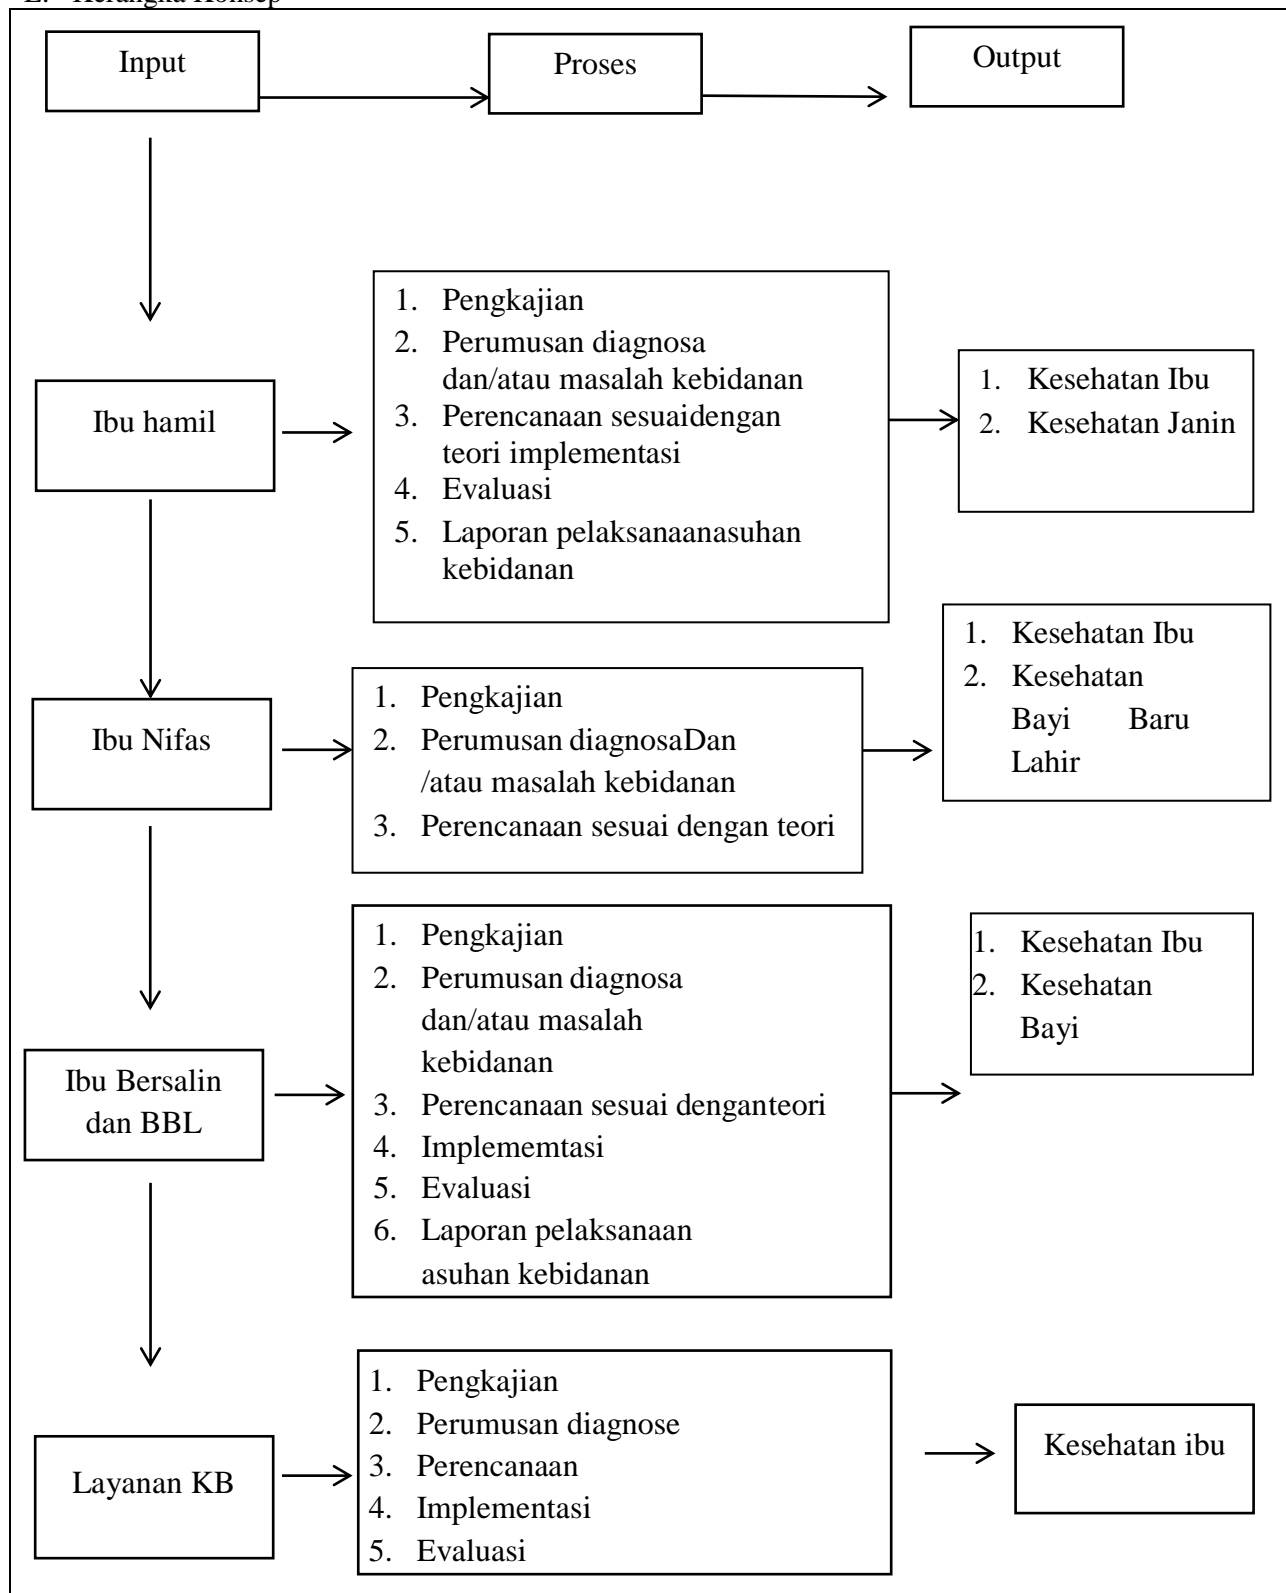 E. Kerangka Konsep
Input
Proses
Output
Ibu hamil
1. Pengkajian
2. Perumusan diagnosa
dan/atau masalah kebidanan
3. Perencanaan sesuaidengan
teori implementasi
4. Evaluasi
5. Laporan pelaksanaanasuhan
kebidanan
1. Kesehatan Ibu
2. Kesehatan Janin
Ibu Nifas
1. Pengkajian
2. Perumusan diagnosaDan
/atau masalah kebidanan
3. Perencanaan sesuai dengan teori
1. Kesehatan Ibu
2. Kesehatan
Bayi Baru
Lahir
Ibu Bersalin
dan BBL
1. Pengkajian
2. Perumusan diagnosa
dan/atau masalah
kebidanan
3. Perencanaan sesuai denganteori
4. Implememtasi
5. Evaluasi
6. Laporan pelaksanaan
asuhan kebidanan
1. Kesehatan Ibu
2. Kesehatan
Bayi
Layanan KB
1. Pengkajian
2. Perumusan diagnose
3. Perencanaan
4. Implementasi
5. Evaluasi
Kesehatan ibu